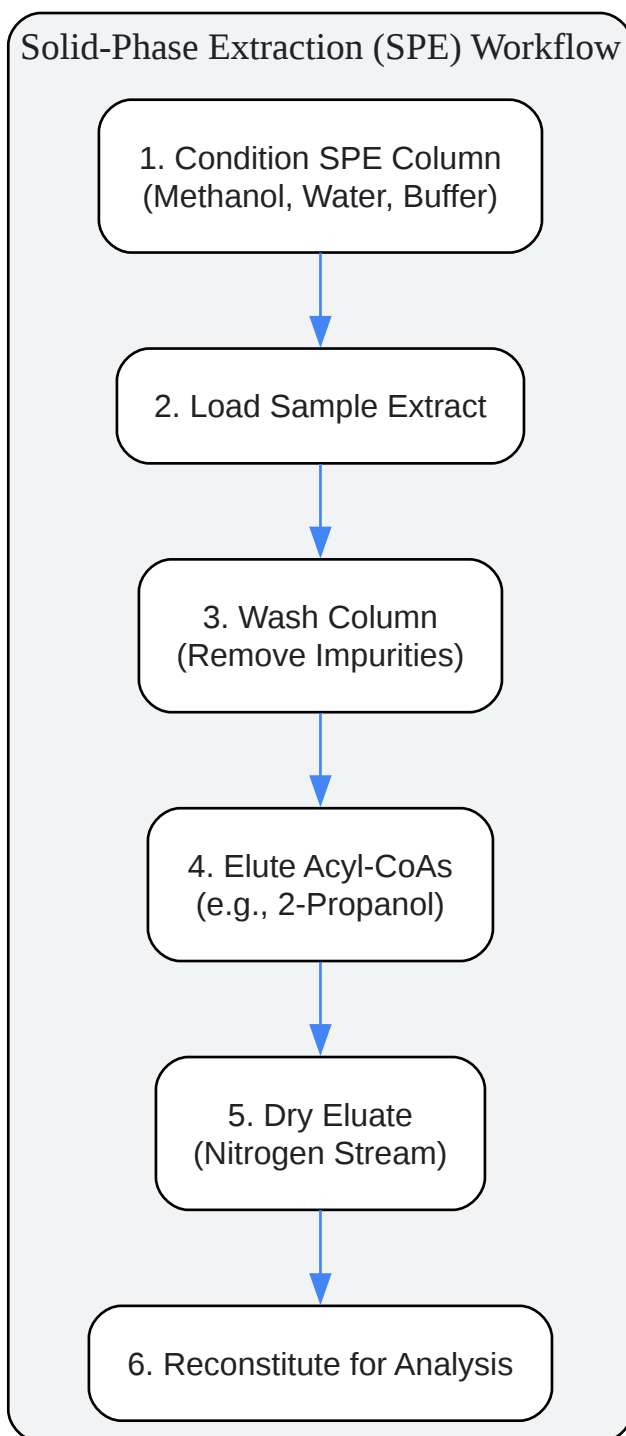 Solid-Phase Extraction (SPE) Workflow
1. Condition SPE Column
(Methanol, Water, Buffer)
2. Load Sample Extract
3. Wash Column
(Remove Impurities)
4. Elute Acyl-CoAs
(e.g., 2-Propanol)
5. Dry Eluate
(Nitrogen Stream)
6. Reconstitute for Analysis